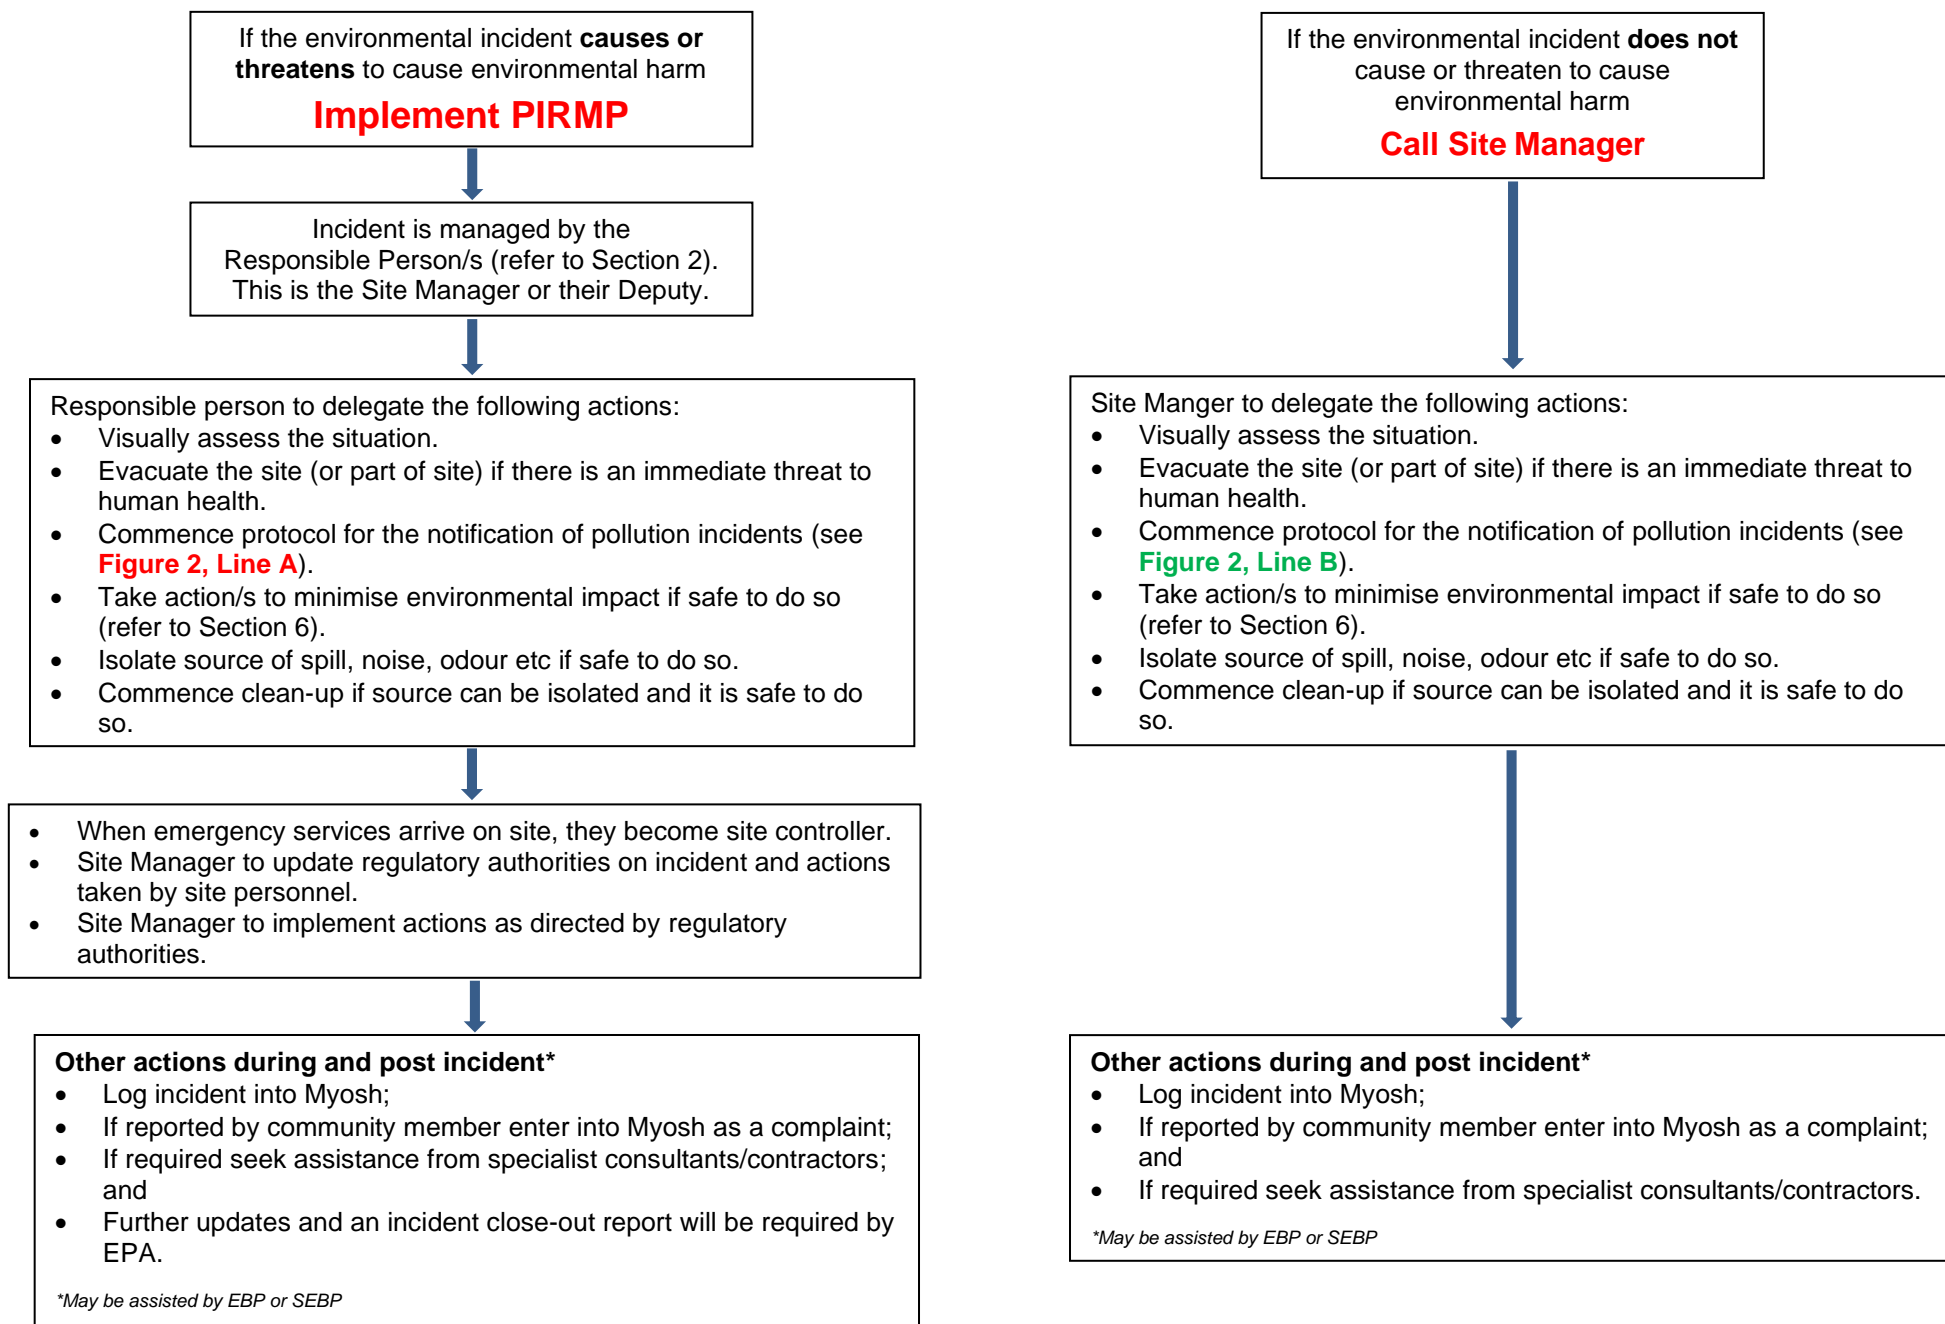 If the environmental incident causes or
threatens to cause environmental harm
Implement PIRMP
Incident is managed by the
Responsible Person/s (refer to Section 2).
This is the Site Manager or their Deputy.
Responsible person to delegate the following actions:
• Visually assess the situation.
• Evacuate the site (or part of site) if there is an immediate threat to
human health.
• Commence protocol for the notification of pollution incidents (see
Figure 2, Line A).
• Take action/s to minimise environmental impact if safe to do so
(refer to Section 6).
• Isolate source of spill, noise, odour etc if safe to do so.
• Commence clean-up if source can be isolated and it is safe to do
so.
• When emergency services arrive on site, they become site controller.
• Site Manager to update regulatory authorities on incident and actions
taken by site personnel.
• Site Manager to implement actions as directed by regulatory
authorities.
Other actions during and post incident*
• Log incident into Myosh;
• If reported by community member enter into Myosh as a complaint;
• If required seek assistance from specialist consultants/contractors;
and
• Further updates and an incident close-out report will be required by
EPA.
*May be assisted by EBP or SEBP
If the environmental incident does not
cause or threaten to cause
environmental harm
Call Site Manager
Site Manger to delegate the following actions:
• Visually assess the situation.
• Evacuate the site (or part of site) if there is an immediate threat to
human health.
• Commence protocol for the notification of pollution incidents (see
Figure 2, Line B).
• Take action/s to minimise environmental impact if safe to do so
(refer to Section 6).
• Isolate source of spill, noise, odour etc if safe to do so.
• Commence clean-up if source can be isolated and it is safe to do
so.
Other actions during and post incident*
• Log incident into Myosh;
• If reported by community member enter into Myosh as a complaint;
and
• If required seek assistance from specialist consultants/contractors.
*May be assisted by EBP or SEBP